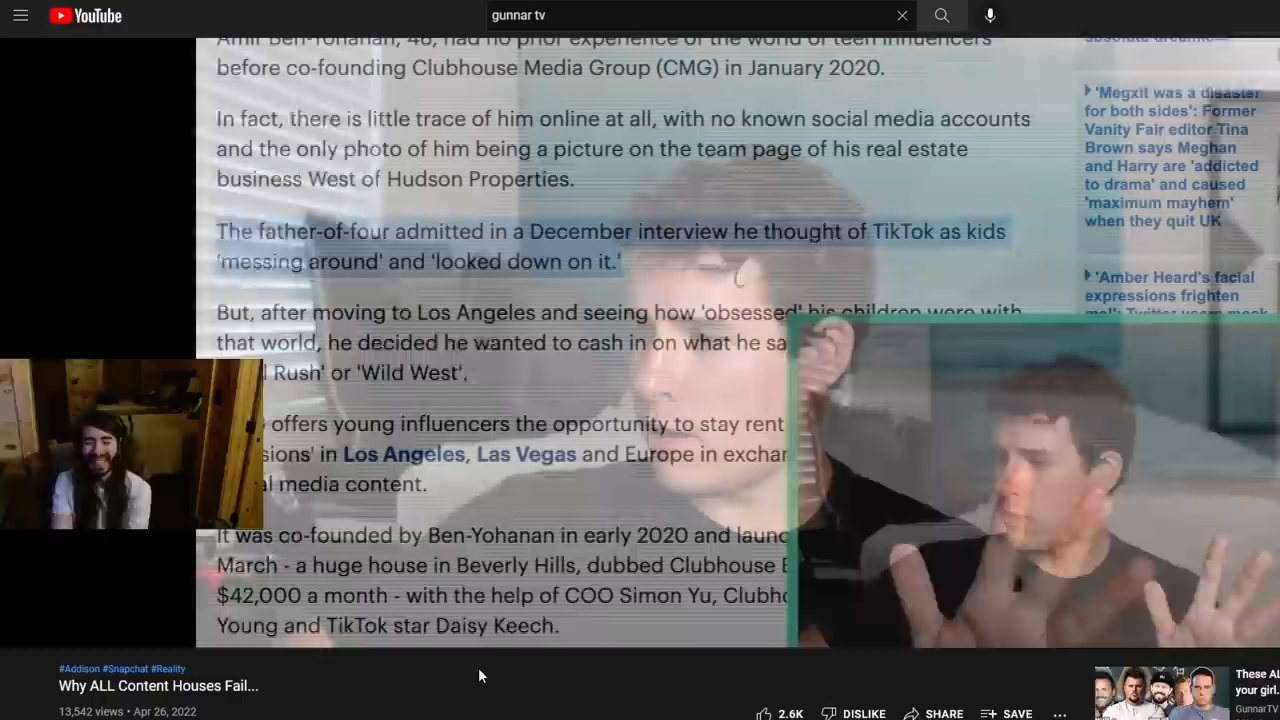 YouTube
gunnar tv
Amir Ben-Yohanan, 48, had no prior experience of the world of teen influencers
before co-founding Clubhouse Media Group (CMG) in January 2020.
In fact, there is little trace of him online at all, with no known social media accounts
and the only photo of him being a picture on the team page of his real estate
business West of Hudson Properties.
The father-of-four admitted in a December interview he thought of TikTok as kids
'messing around' and 'looked down on it.'
But, after moving to Los Angeles and seeing how 'obsessed' his children were with
that world, he decided he wanted to cash in on what he sa
Rush' or 'Wild West'.
offers young influencers the opportunity to stay rent
sions' in Los Angeles, Las Vegas and Europe in exchan
al media content.
It was co-founded by Ben-Yohanan in early 2020 and launc
March - a huge house in Beverly Hills, dubbed Clubhouse B
$42,000 a month - with the help of COO Simon Yu, Clubho
Young and TikTok star Daisy Keech.
'Megxit was a disaster
for both sides': Former
Vanity Fair editor Tina
Brown says Meghan
and Harry are 'addicted
to drama' and caused
'maximum mayhem'
when they quit UK
'Amber Heard's facial
expressions frighten
#Addison #Snapchat #Reality
Why ALL Content Houses Fail...
13,542 views • Apr 26, 2022
2.6K DISLIKE SHARE SAVE ...
These AL
your girl.
GunnarTV